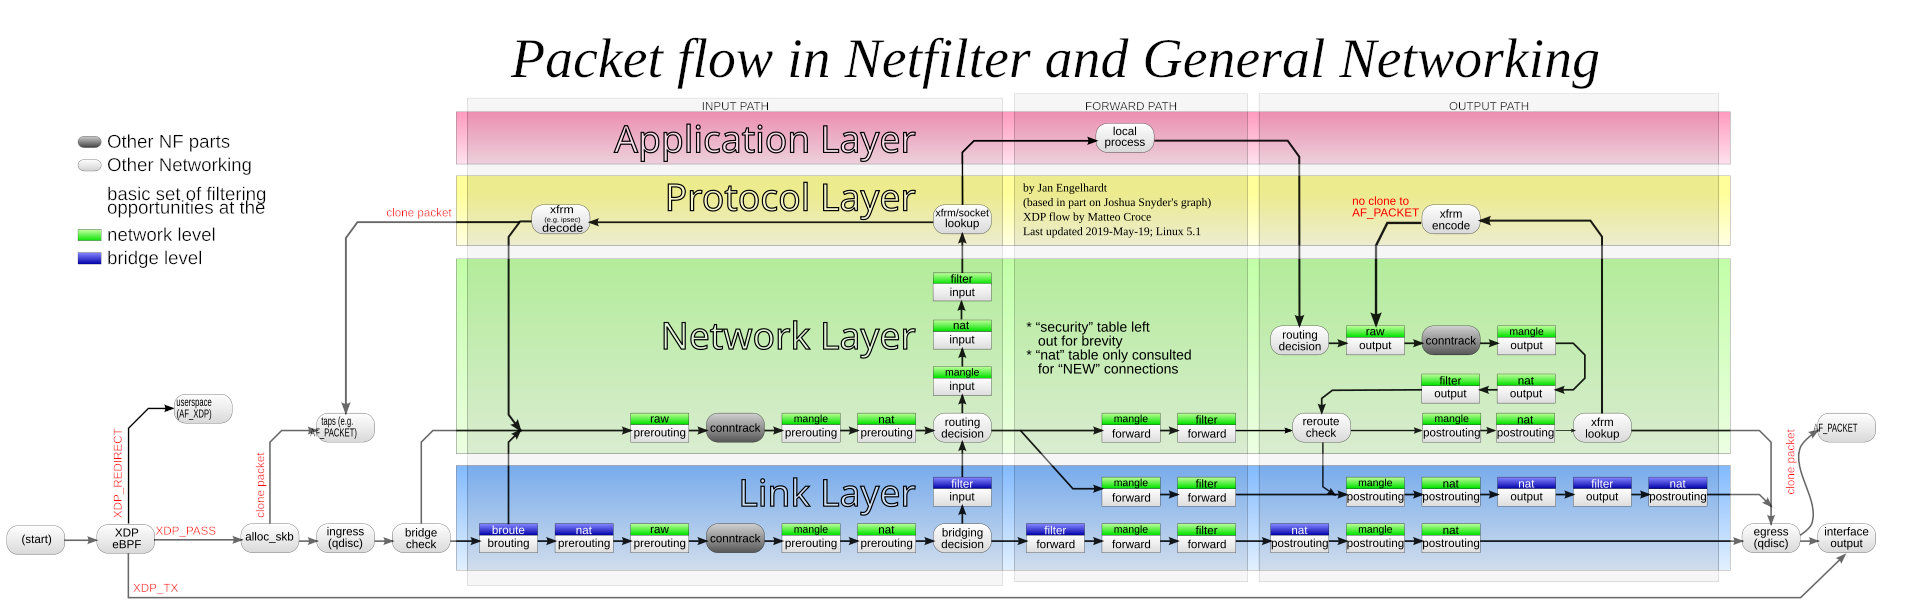 Packet flow in Netfilter and General Networking
INPUT PATH
FORWARD PATH
OUTPUT PATH
Other NF parts
Other Networking
basic set of filtering
opportunities at the
network level
bridge level
Application Layer
local
process
Protocol Layer
by Jan Engelhardt
(based in part on Joshua Snyder's graph)
XDP flow by Matteo Croce
Last updated 2019-May-19; Linux 5.1
clone packet
xfrm
(e.g. ipsec)
decode
xfrm/socket
lookup
no clone to
AF_PACKET
xfrm
encode
Network Layer
filter
input
nat
input
mangle
input
* “security” table left
out for brevity
* “nat” table only consulted
for “NEW” connections
routing
decision
raw
output
conntrack
mangle
output
filter
output
nat
output
userspace
(AF_XDP)
taps (e.g.
AF_PACKET)
raw
prerouting
conntrack
mangle
prerouting
nat
prerouting
routing
decision
mangle
forward
filter
forward
reroute
check
mangle
postrouting
nat
postrouting
xfrm
lookup
AF_PACKET
XDP_REDIRECT
clone packet
clone packet
Link Layer
filter
input
mangle
forward
filter
forward
mangle
postrouting
nat
postrouting
nat
output
filter
output
nat
postrouting
(start)
XDP
eBPF
XDP_PASS
alloc_skb
ingress
(qdisc)
bridge
check
broute
brouting
nat
prerouting
raw
prerouting
conntrack
mangle
prerouting
nat
prerouting
bridging
decision
filter
forward
mangle
forward
filter
forward
nat
postrouting
mangle
postrouting
nat
postrouting
egress
(qdisc)
interface
output
XDP_TX